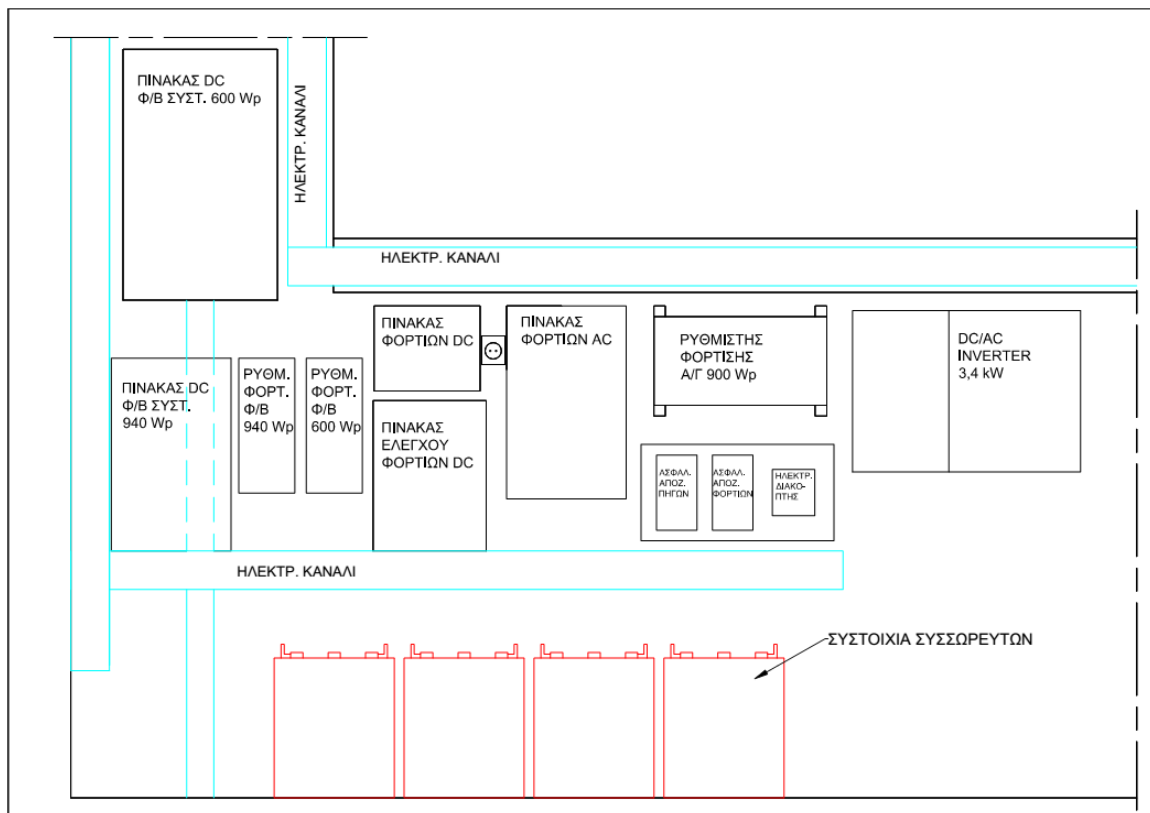 ΠΙΝΑΚΑΣ DC
Φ/Β ΣΥΣΤ. 600 Wp
ΗΛΕΚΤΡ. ΚΑΝΑΛΙ
ΗΛΕΚΤΡ. ΚΑΝΑΛΙ
ΠΙΝΑΚΑΣ
ΦΟΡΤΙΩΝ DC
ΠΙΝΑΚΑΣ
ΦΟΡΤΙΩΝ AC
ΡΥΘΜΙΣΤΗΣ
ΦΟΡΤΙΣΗΣ
Α/Γ 900 Wp
DC/AC
INVERTER
3,4 kW
ΠΙΝΑΚΑΣ DC
Φ/Β ΣΥΣΤ.
940 Wp
ΡΥΘΜ.
ΦΟΡΤ.
Φ/Β
940 Wp
ΡΥΘΜ.
ΦΟΡΤ.
Φ/Β
600 Wp
ΠΙΝΑΚΑΣ
ΕΛΕΓΧΟΥ
ΦΟΡΤΙΩΝ DC
ΑΣΦΑΛ.
ΑΠΟΖ.
ΠΗΓΩΝ
ΑΣΦΑΛ.
ΑΠΟΖ.
ΦΟΡΤΙΩΝ
ΗΛΕΚΤΡ.
ΔΙΑΚΟ-
ΠΤΗΣ
ΗΛΕΚΤΡ. ΚΑΝΑΛΙ
ΣΥΣΤΟΙΧΙΑ ΣΥΣΣΩΡΕΥΤΩΝ